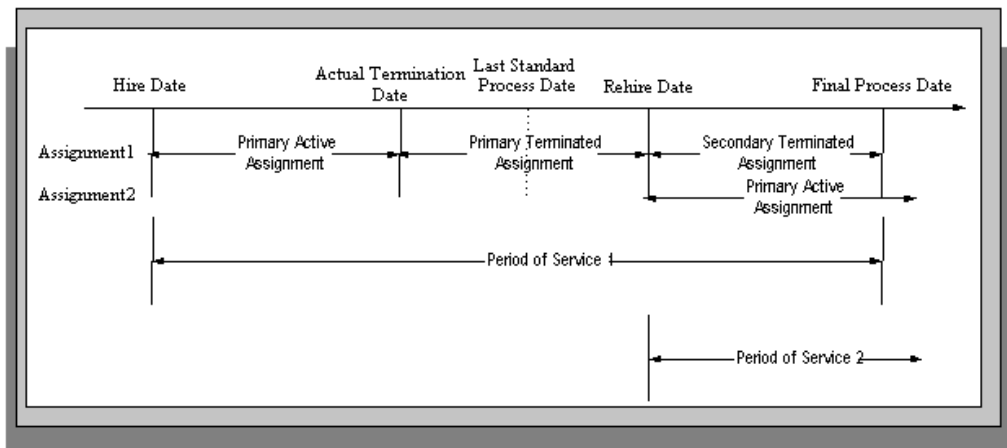 Hire Date
Actual Termination
Date
Last Standard
Process Date
Rehire Date
Final Process Date
Assignment1
Primary Active
Assignment
Primary Terminated
Assignment
Secondary Terminated
Assignment
Assignment2
Primary Active
Assignment
Period of Service 1
Period of Service 2